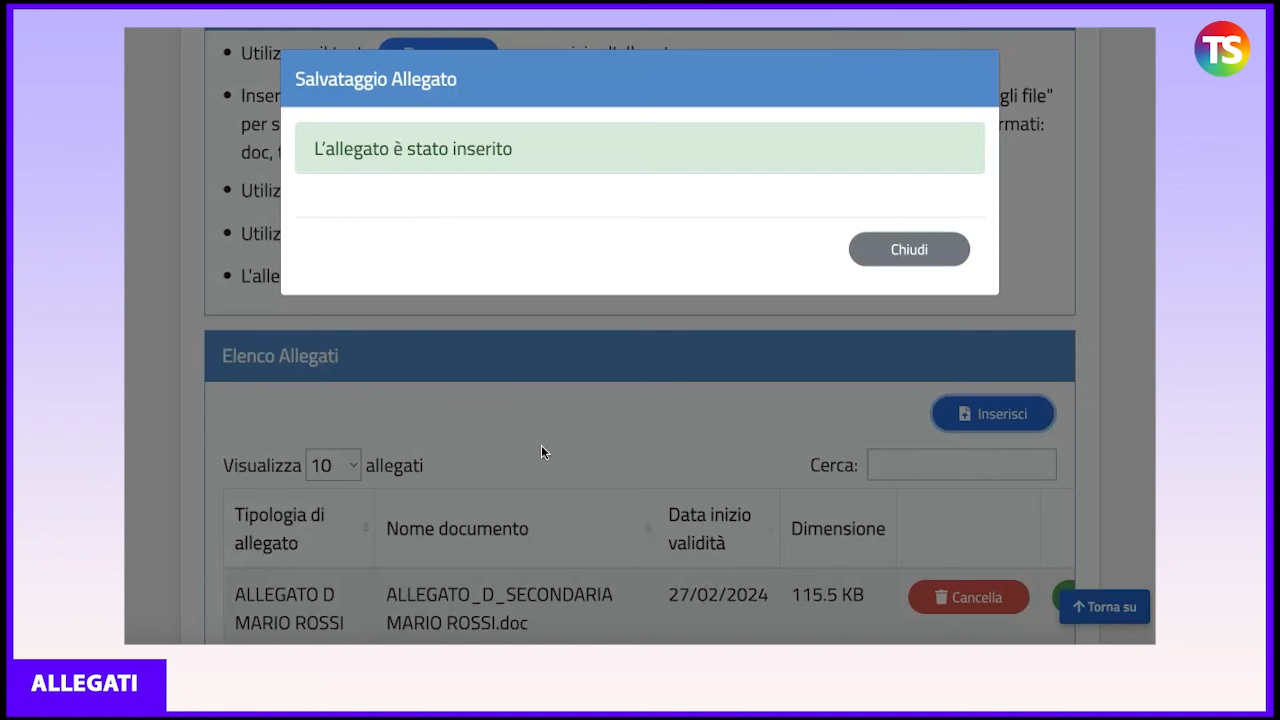 TS
Utiliz
Salvataggio Allegato
Inser
gli file"
per s
rmati:
doc,
L'allegato è stato inserito
Utiliz
Utiliz
Chiudi
L'alle
Elenco Allegati
Inserisci
Visualizza 10 allegati
Cerca:
Tipologia di
allegato
Nome documento
Data inizio
validità
Dimensione
ALLEGATO D
MARIO ROSSI
ALLEGATO_D_SECONDARIA
MARIO ROSSI.doc
27/02/2024
115.5 KB
Cancella
Torna su
ALLEGATI